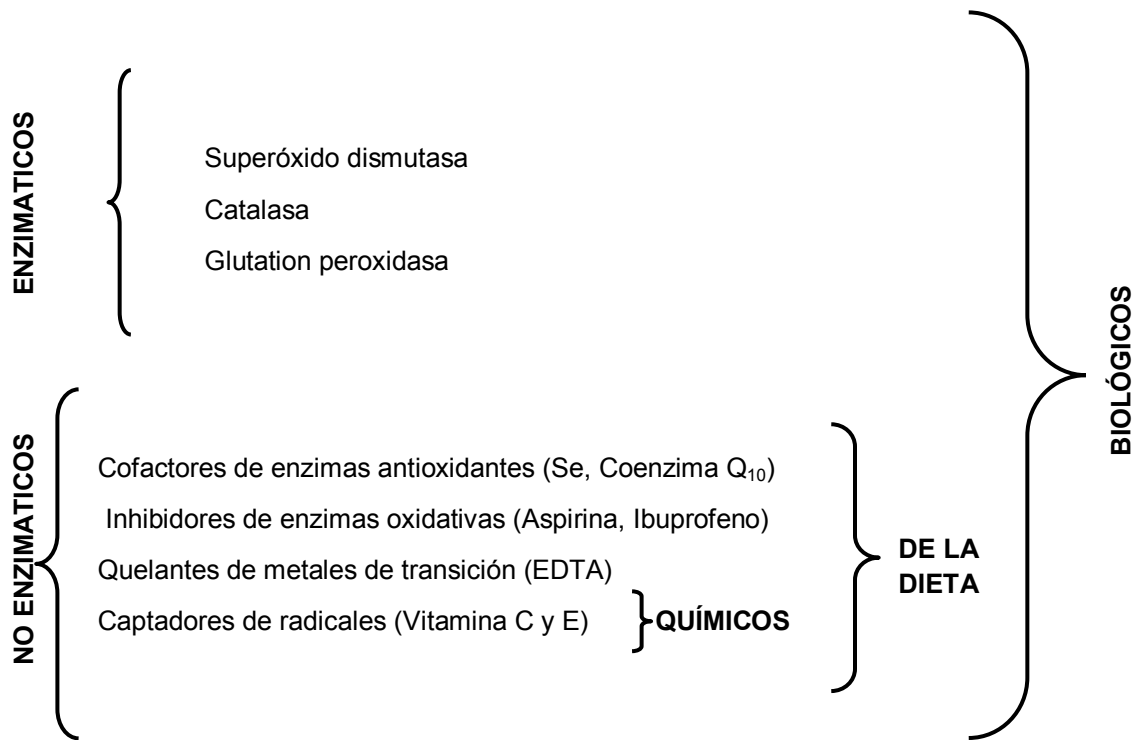 ENZIMATICOS
Superóxido dismutasa
Catalasa
Glutation peroxidasa
NO ENZIMATICOS
Cofactores de enzimas antioxidantes (Se, Coenzima Q₁₀)
Inhibidores de enzimas oxidativas (Aspirina, Ibuprofeno)
Quelantes de metales de transición (EDTA)
Captadores de radicales (Vitamina C y E)
QUÍMICOS
DE LA
DIETA
BIOLÓGICOS